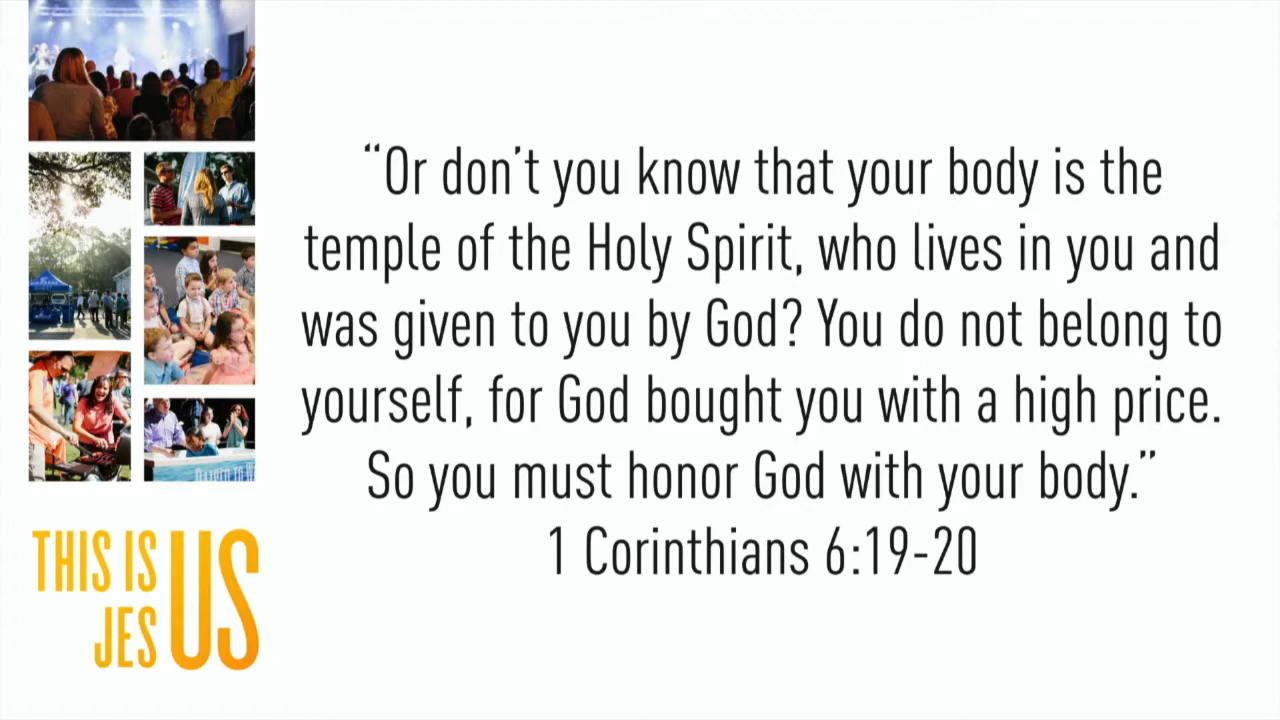 “Or don’t you know that your body is the
temple of the Holy Spirit, who lives in you and
was given to you by God? You do not belong to
yourself, for God bought you with a high price.
So you must honor God with your body.”
1 Corinthians 6:19-20
THIS IS US
JES